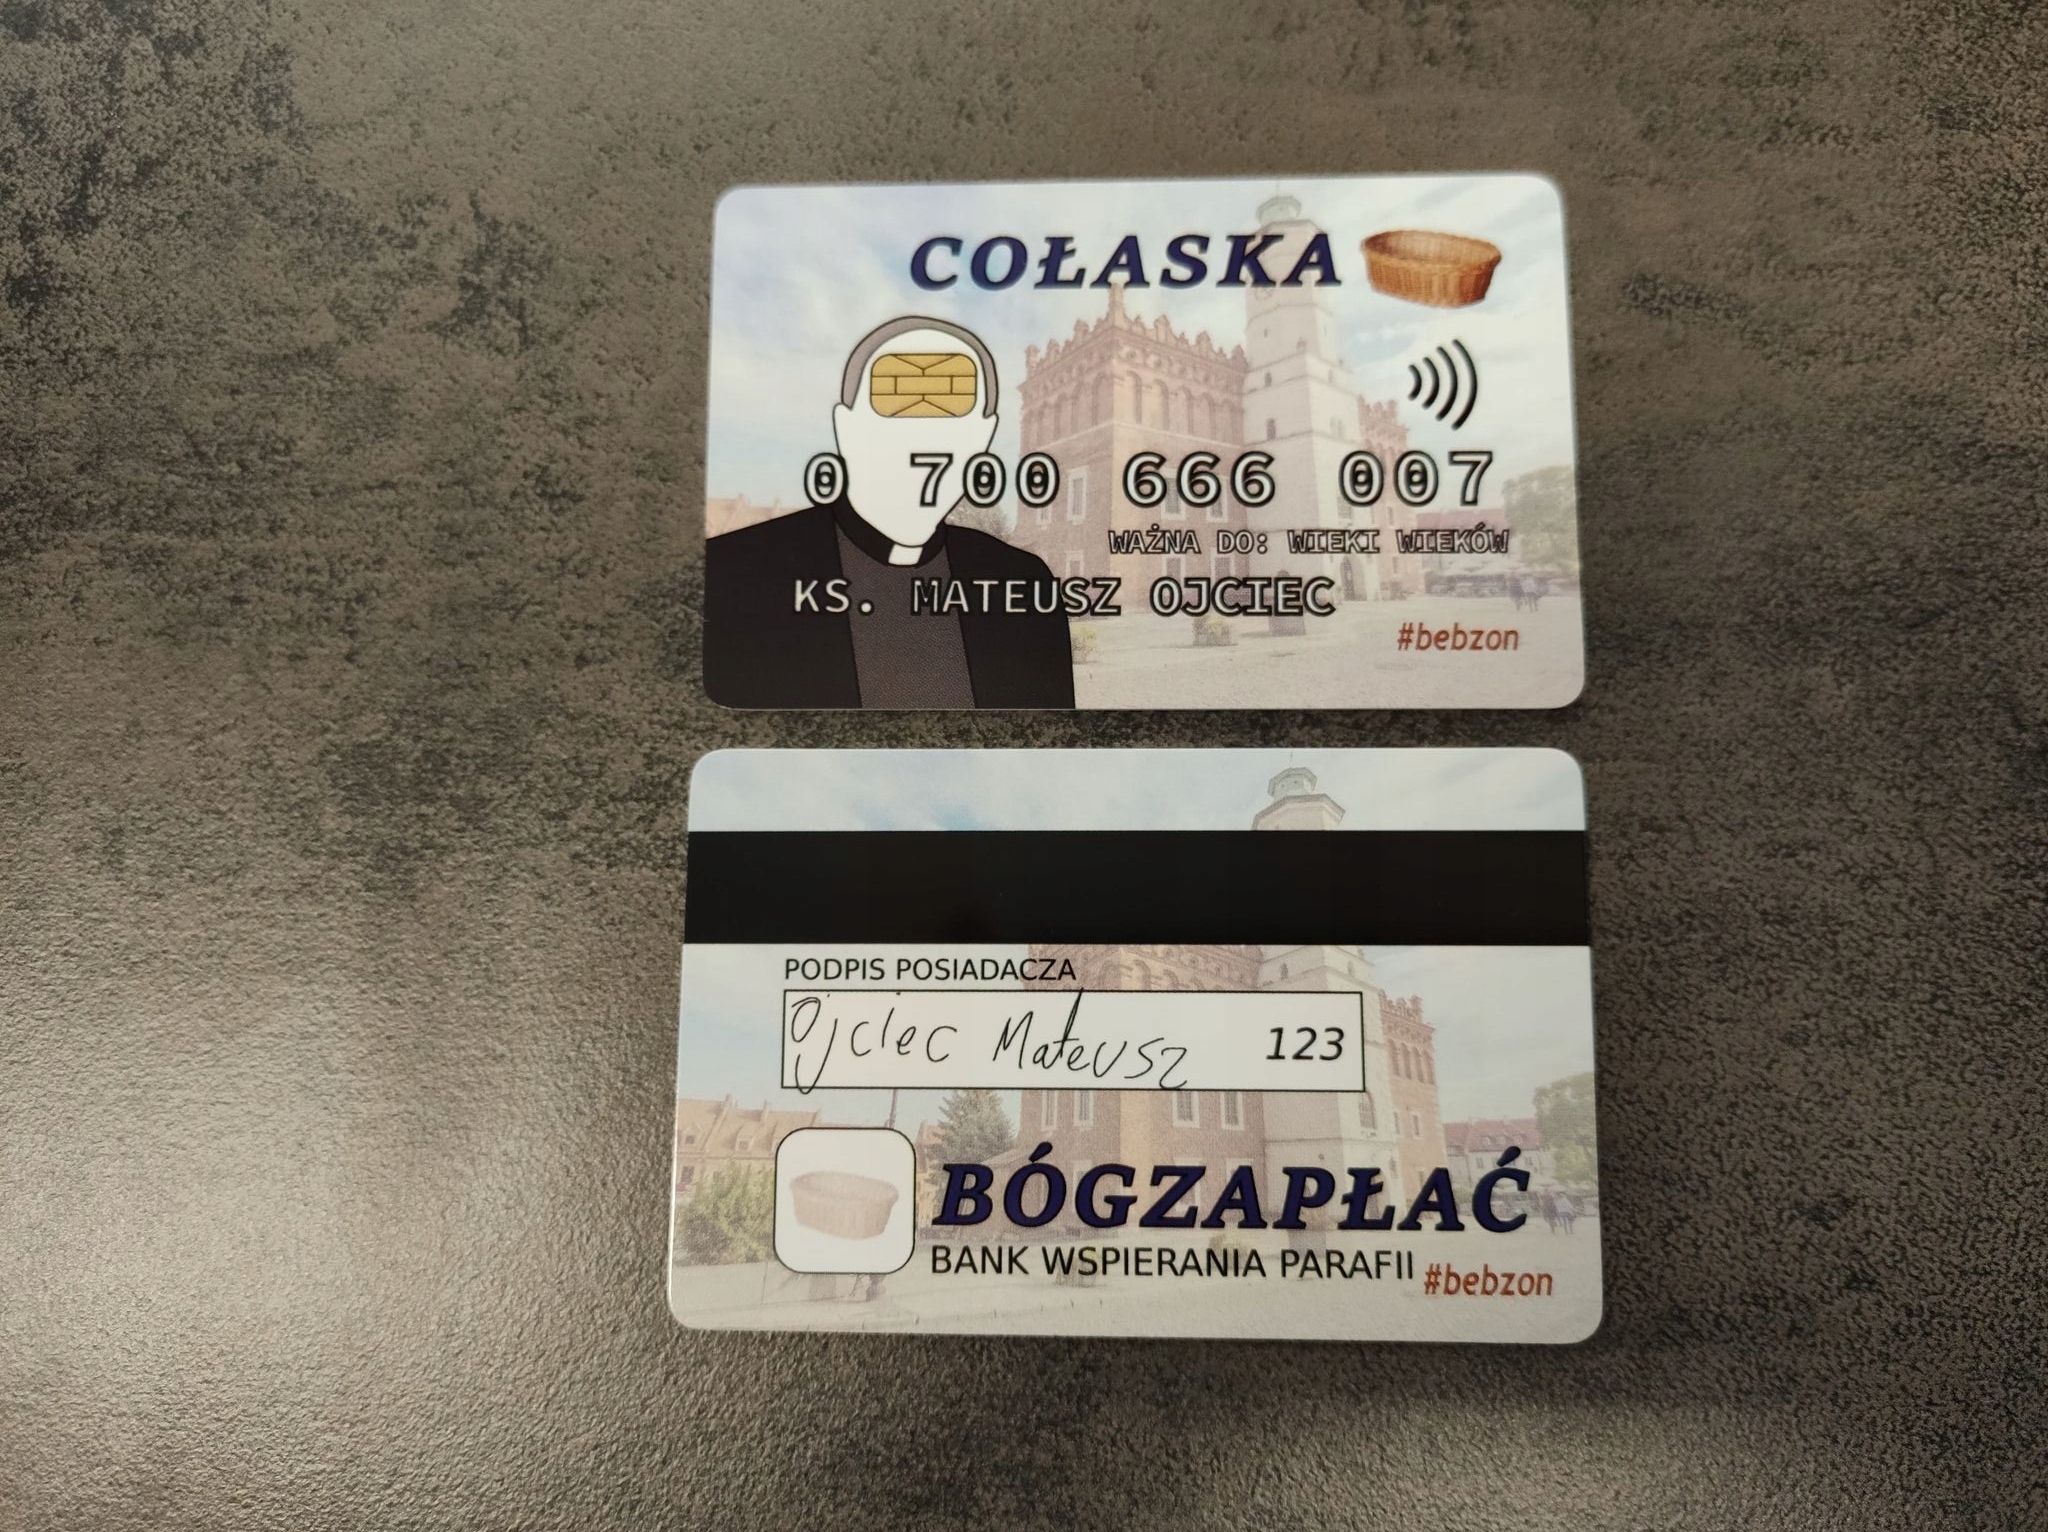 COŁASKA
0 700 666 007
WAŻNA DO: WIEKI WIEKÓW
KS. MATEUSZ OJCIEC
#bebzon
PODPIS POSIADACZA
Ojciec Mateusz 123
BÓGZAPŁAĆ
BANK WSPIERANIA PARAFII
#bebzon